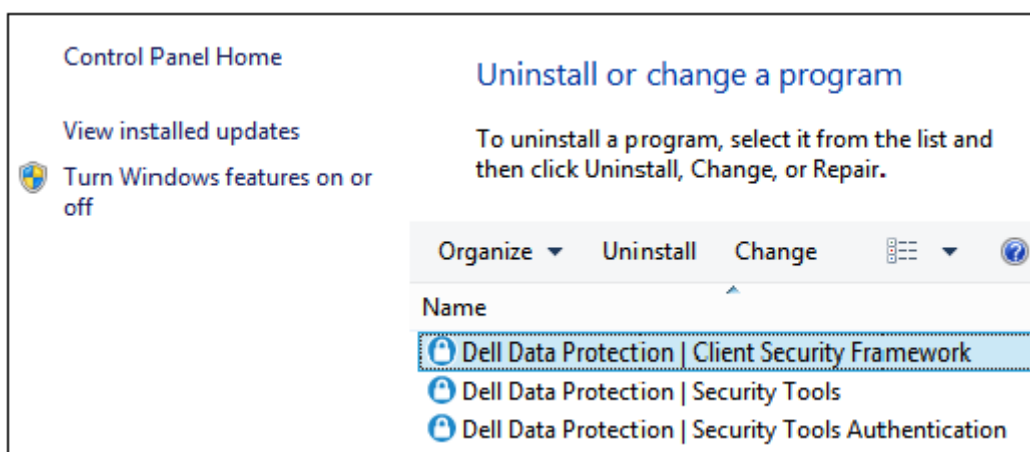 Control Panel Home
View installed updates
Turn Windows features on or
off
Uninstall or change a program
To uninstall a program, select it from the list and
then click Uninstall, Change, or Repair.
Organize Uninstall Change
Name
Dell Data Protection | Client Security Framework
Dell Data Protection | Security Tools
Dell Data Protection | Security Tools Authentication